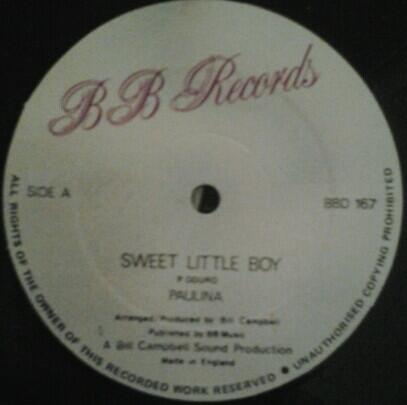 BB Records
SIDE A
BBD 167
SWEET LITTLE BOY
P ODURO
PAULINA
Arranged/Produced by Bill Campbell
Published by BB Music
A Bill Campbell Sound Production
Made in England
ALL RIGHTS OF THE OWNER OF THIS RECORDED WORK RESERVED ● UNAUTHORISED COPYING PROHIBITED